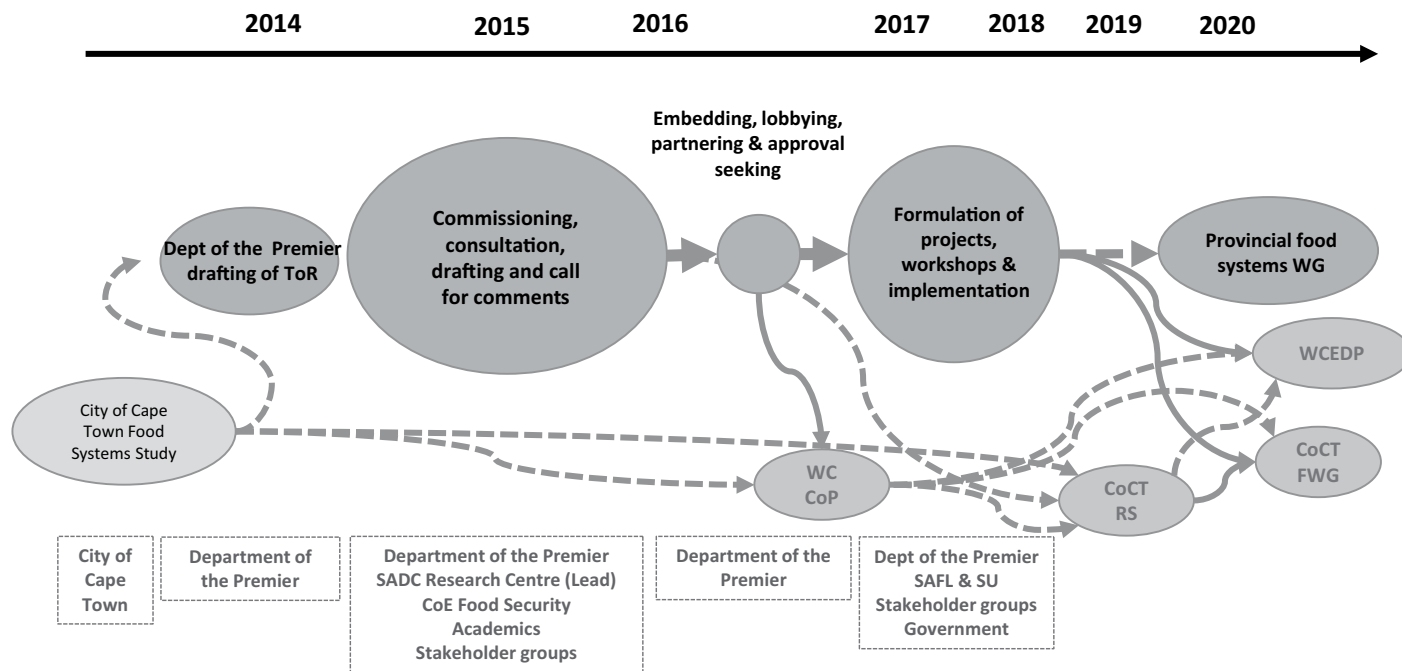 2014
2015
2016
2017
2018
2019
2020
Embedding, lobbying,
partnering & approval
seeking
Dept of the Premier
drafting of ToR
Commissioning,
consultation,
drafting and call
for comments
Formulation of
projects,
workshops &
implementation
Provincial food
systems WG
WCEDP
City of Cape
Town Food
Systems Study
WC
CoP
CoCT
RS
CoCT
FWG
City of
Cape
Town
Department of
the Premier
Department of the Premier
SADC Research Centre (Lead)
CoE Food Security
Academics
Stakeholder groups
Department of the
Premier
Dept of the Premier
SAFL & SU
Stakeholder groups
Government